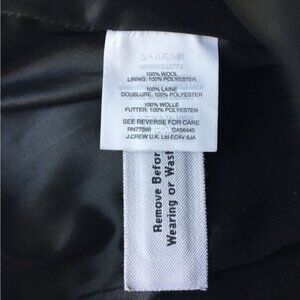 100% WOOL
LINING: 100% POLYESTER
100% LAINE
DOUBLURE: 100% POLYESTER
100% WOLLE
FUTTER: 100% POLYESTER
SEE REVERSE FOR CARE
RN77388 CA56445
J.CREW U.K. Ltd EC4V 6JA
Remove Before
Wearing or Wash